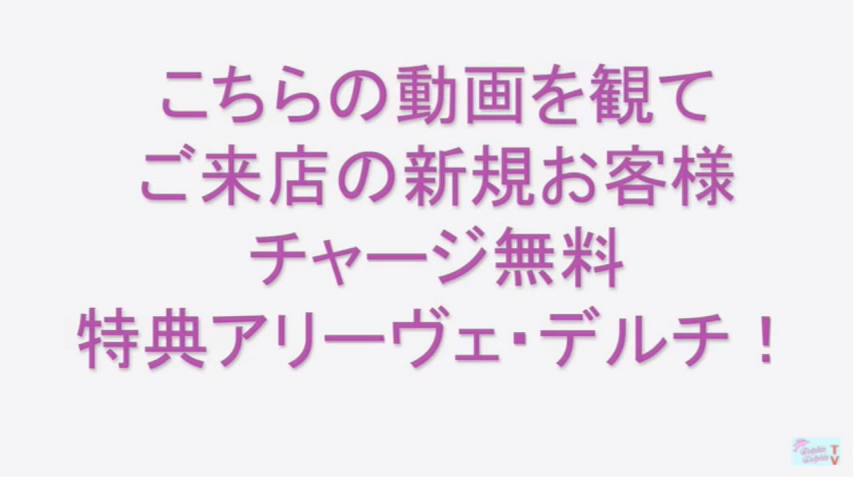 こちらの動画を観て
ご来店の新規お客様
チャージ無料
特典アリーヴェ・デルチ！
TV